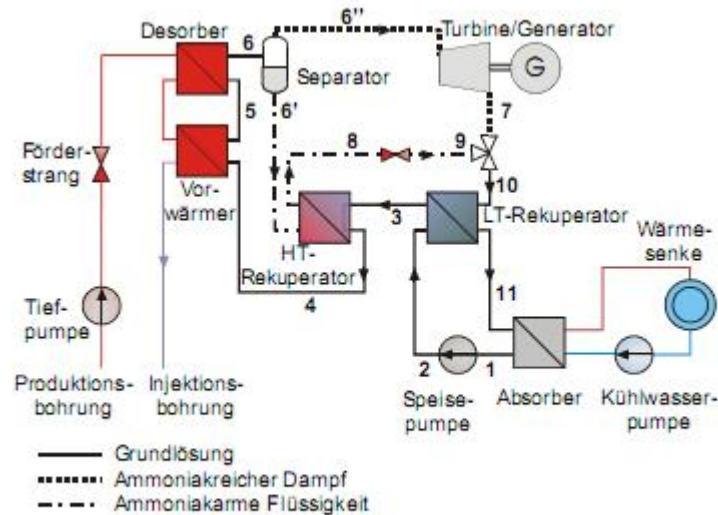 Desorber
6
6''
Turbine/Generator
Separator
G
5
6'
7
Förder-
strang
8
9
Vor-
wärmer
10
3
LT-Rekuperator
HT-
Rekuperator
Wärme-
senke
4
11
Tief-
pumpe
2
1
Produktions-
bohrung
Injektions-
bohrung
Speise-
pumpe
Absorber
Kühlwasser-
pumpe
Grundlösung
Ammoniakreicher Dampf
Ammoniakarme Flüssigkeit